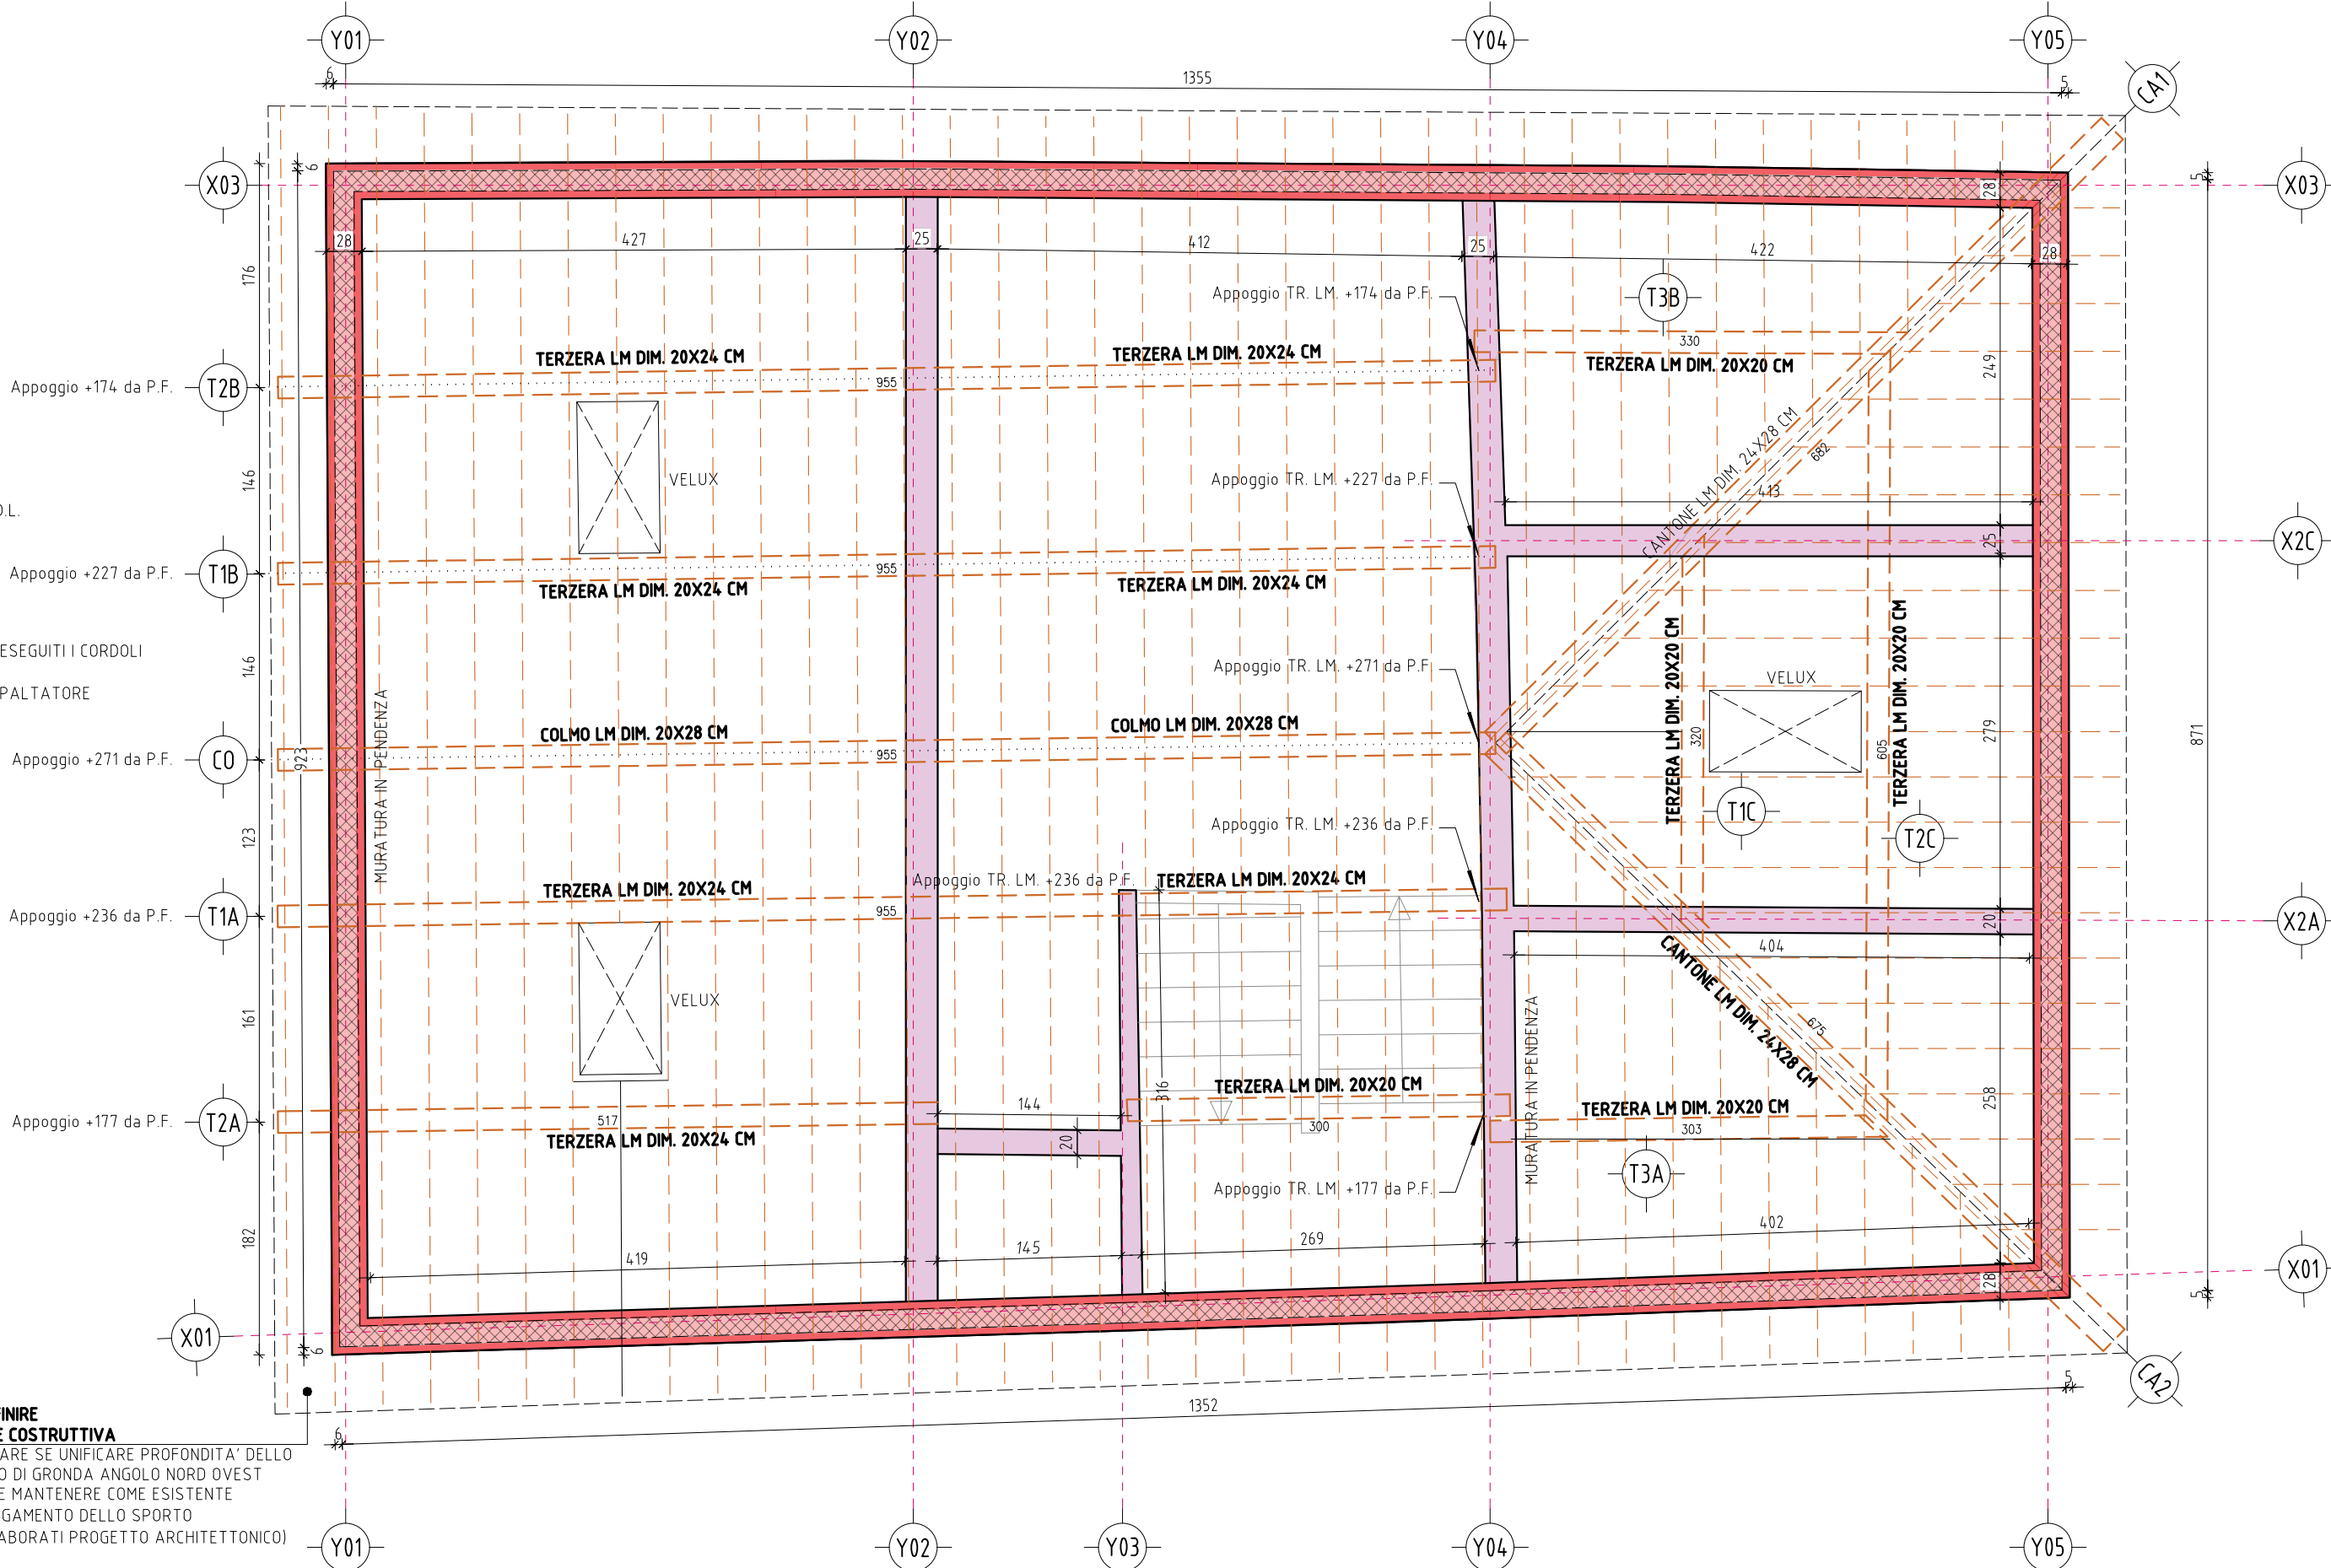 Y01
Y02
Y04
Y05
CA1
6
1355
5
X03
6
28
5
X03
28
427
25
412
25
422
28
176
Appoggio TR. LM. +174 da P.F.
T3B
330
TERZERA LM DIM. 20X24 CM
TERZERA LM DIM. 20X24 CM
TERZERA LM DIM. 20X20 CM
249
Appoggio +174 da P.F.
T2B
955
CANTONE LM DIM. 24X28 CM
682
146
VELUX
Appoggio TR. LM. +227 da P.F.
413
O.L.
25
X2C
Appoggio +227 da P.F.
T1B
955
TERZERA LM DIM. 20X24 CM
TERZERA LM DIM. 20X24 CM
ESEGUITI I CORDOLI
146
Appoggio TR. LM. +271 da P.F.
PALTATORE
MURATURA IN PENDENZA
TERZERA LM DIM. 20X20 CM
320
VELUX
605
TERZERA LM DIM. 20X20 CM
279
871
COLMO LM DIM. 20X28 CM
COLMO LM DIM. 20X28 CM
Appoggio +271 da P.F.
CO
923
955
123
Appoggio TR. LM. +236 da P.F.
T1C
T2C
TERZERA LM DIM. 20X24 CM
Appoggio TR. LM. +236 da P.F.
TERZERA LM DIM. 20X24 CM
Appoggio +236 da P.F.
T1A
955
20
X2A
404
CANTONE LM DIM. 24X28 CM
675
161
VELUX
MURATURA IN PENDENZA
316
TERZERA LM DIM. 20X20 CM
144
TERZERA LM DIM. 20X20 CM
258
Appoggio +177 da P.F.
T2A
517
300
303
TERZERA LM DIM. 20X24 CM
20
T3A
Appoggio TR. LM. +177 da P.F.
182
419
145
269
402
28
X01
5
X01
6
CA2
5
1352
6
FINIRE
E COSTRUTTIVA
ARE SE UNIFICARE PROFONDITA' DELLO
O DI GRONDA ANGOLO NORD OVEST
E MANTENERE COME ESISTENTE
GAMENTO DELLO SPORTO
ABORATI PROGETTO ARCHITETTONICO)
Y01
Y02
Y03
Y04
Y05